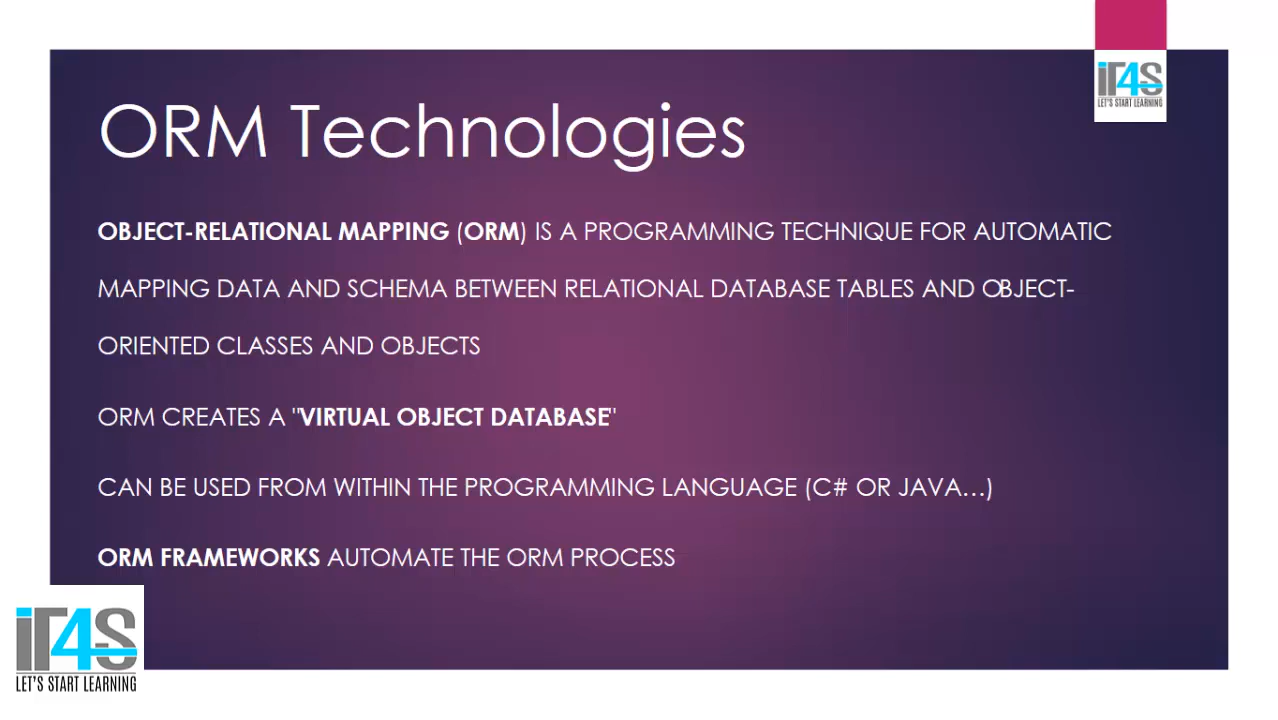 iT4S
LET'S START LEARNING
ORM Technologies
OBJECT-RELATIONAL MAPPING (ORM) IS A PROGRAMMING TECHNIQUE FOR AUTOMATIC
MAPPING DATA AND SCHEMA BETWEEN RELATIONAL DATABASE TABLES AND OBJECT-
ORIENTED CLASSES AND OBJECTS
ORM CREATES A "VIRTUAL OBJECT DATABASE"
CAN BE USED FROM WITHIN THE PROGRAMMING LANGUAGE (C# OR JAVA...)
ORM FRAMEWORKS AUTOMATE THE ORM PROCESS
iT4S
LET'S START LEARNING